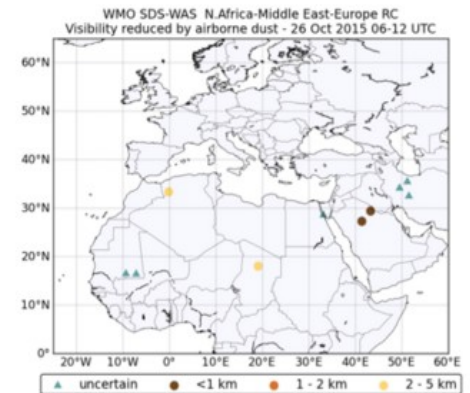 WMO SDS-WAS N.Africa-Middle East-Europe RC
Visibility reduced by airborne dust - 26 Oct 2015 06-12 UTC
60°N
50°N
40°N
30°N
20°N
10°N
0°
20°W 10°W 0° 10°E 20°E 30°E 40°E 50°E 60°E
uncertain <1 km 1 - 2 km 2 - 5 km